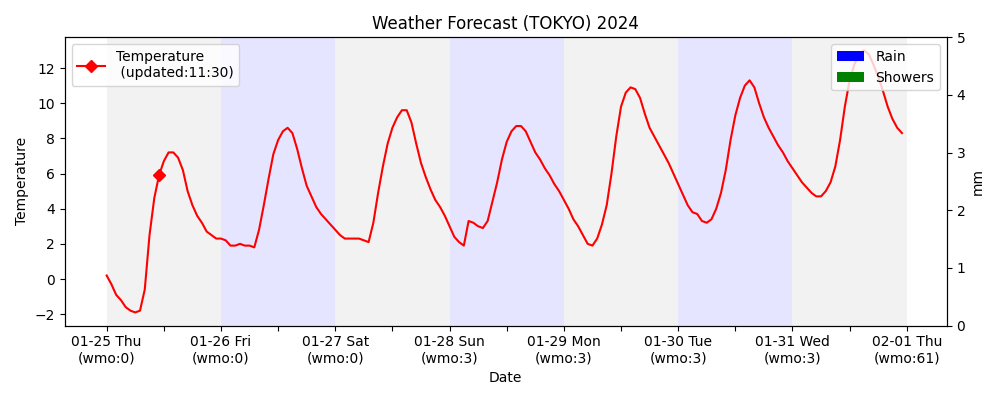 Weather Forecast (TOKYO) 2024
Temperature
(updated:11:30)
Rain
Showers
Temperature
12
10
8
6
4
2
0
−2
5
4
3
2
1
0
mm
01-25 Thu
(wmo:0)
01-26 Fri
(wmo:0)
01-27 Sat
(wmo:0)
01-28 Sun
(wmo:3)
01-29 Mon
(wmo:3)
01-30 Tue
(wmo:3)
01-31 Wed
(wmo:3)
02-01 Thu
(wmo:61)
Date